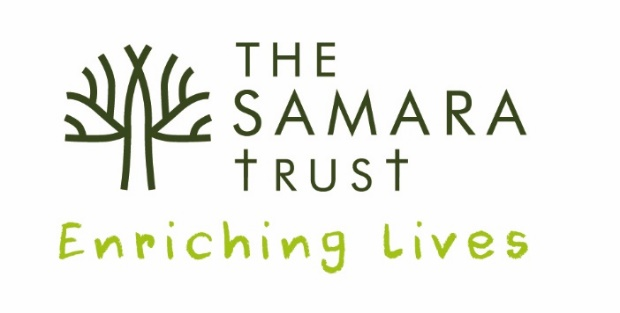 THE
SAMARA
tRUSt
Enriching Lives